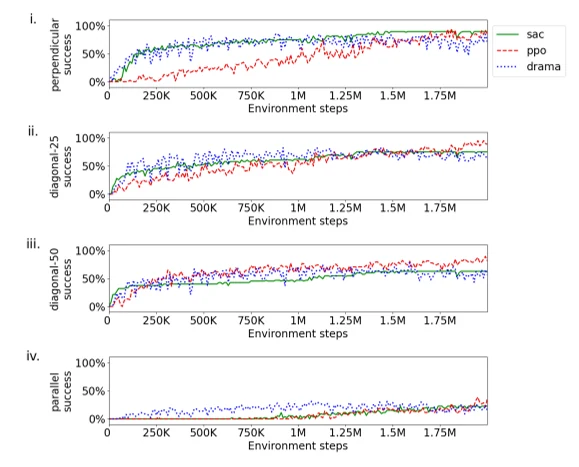 i.
perpendicular
success
100%
50%
0%
0 250K 500K 750K 1M 1.25M 1.5M 1.75M
Environment steps
sac
ppo
drama
ii.
diagonal-25
success
100%
50%
0%
0 250K 500K 750K 1M 1.25M 1.5M 1.75M
Environment steps
iii.
diagonal-50
success
100%
50%
0%
0 250K 500K 750K 1M 1.25M 1.5M 1.75M
Environment steps
iv.
parallel
success
100%
50%
0%
0 250K 500K 750K 1M 1.25M 1.5M 1.75M
Environment steps